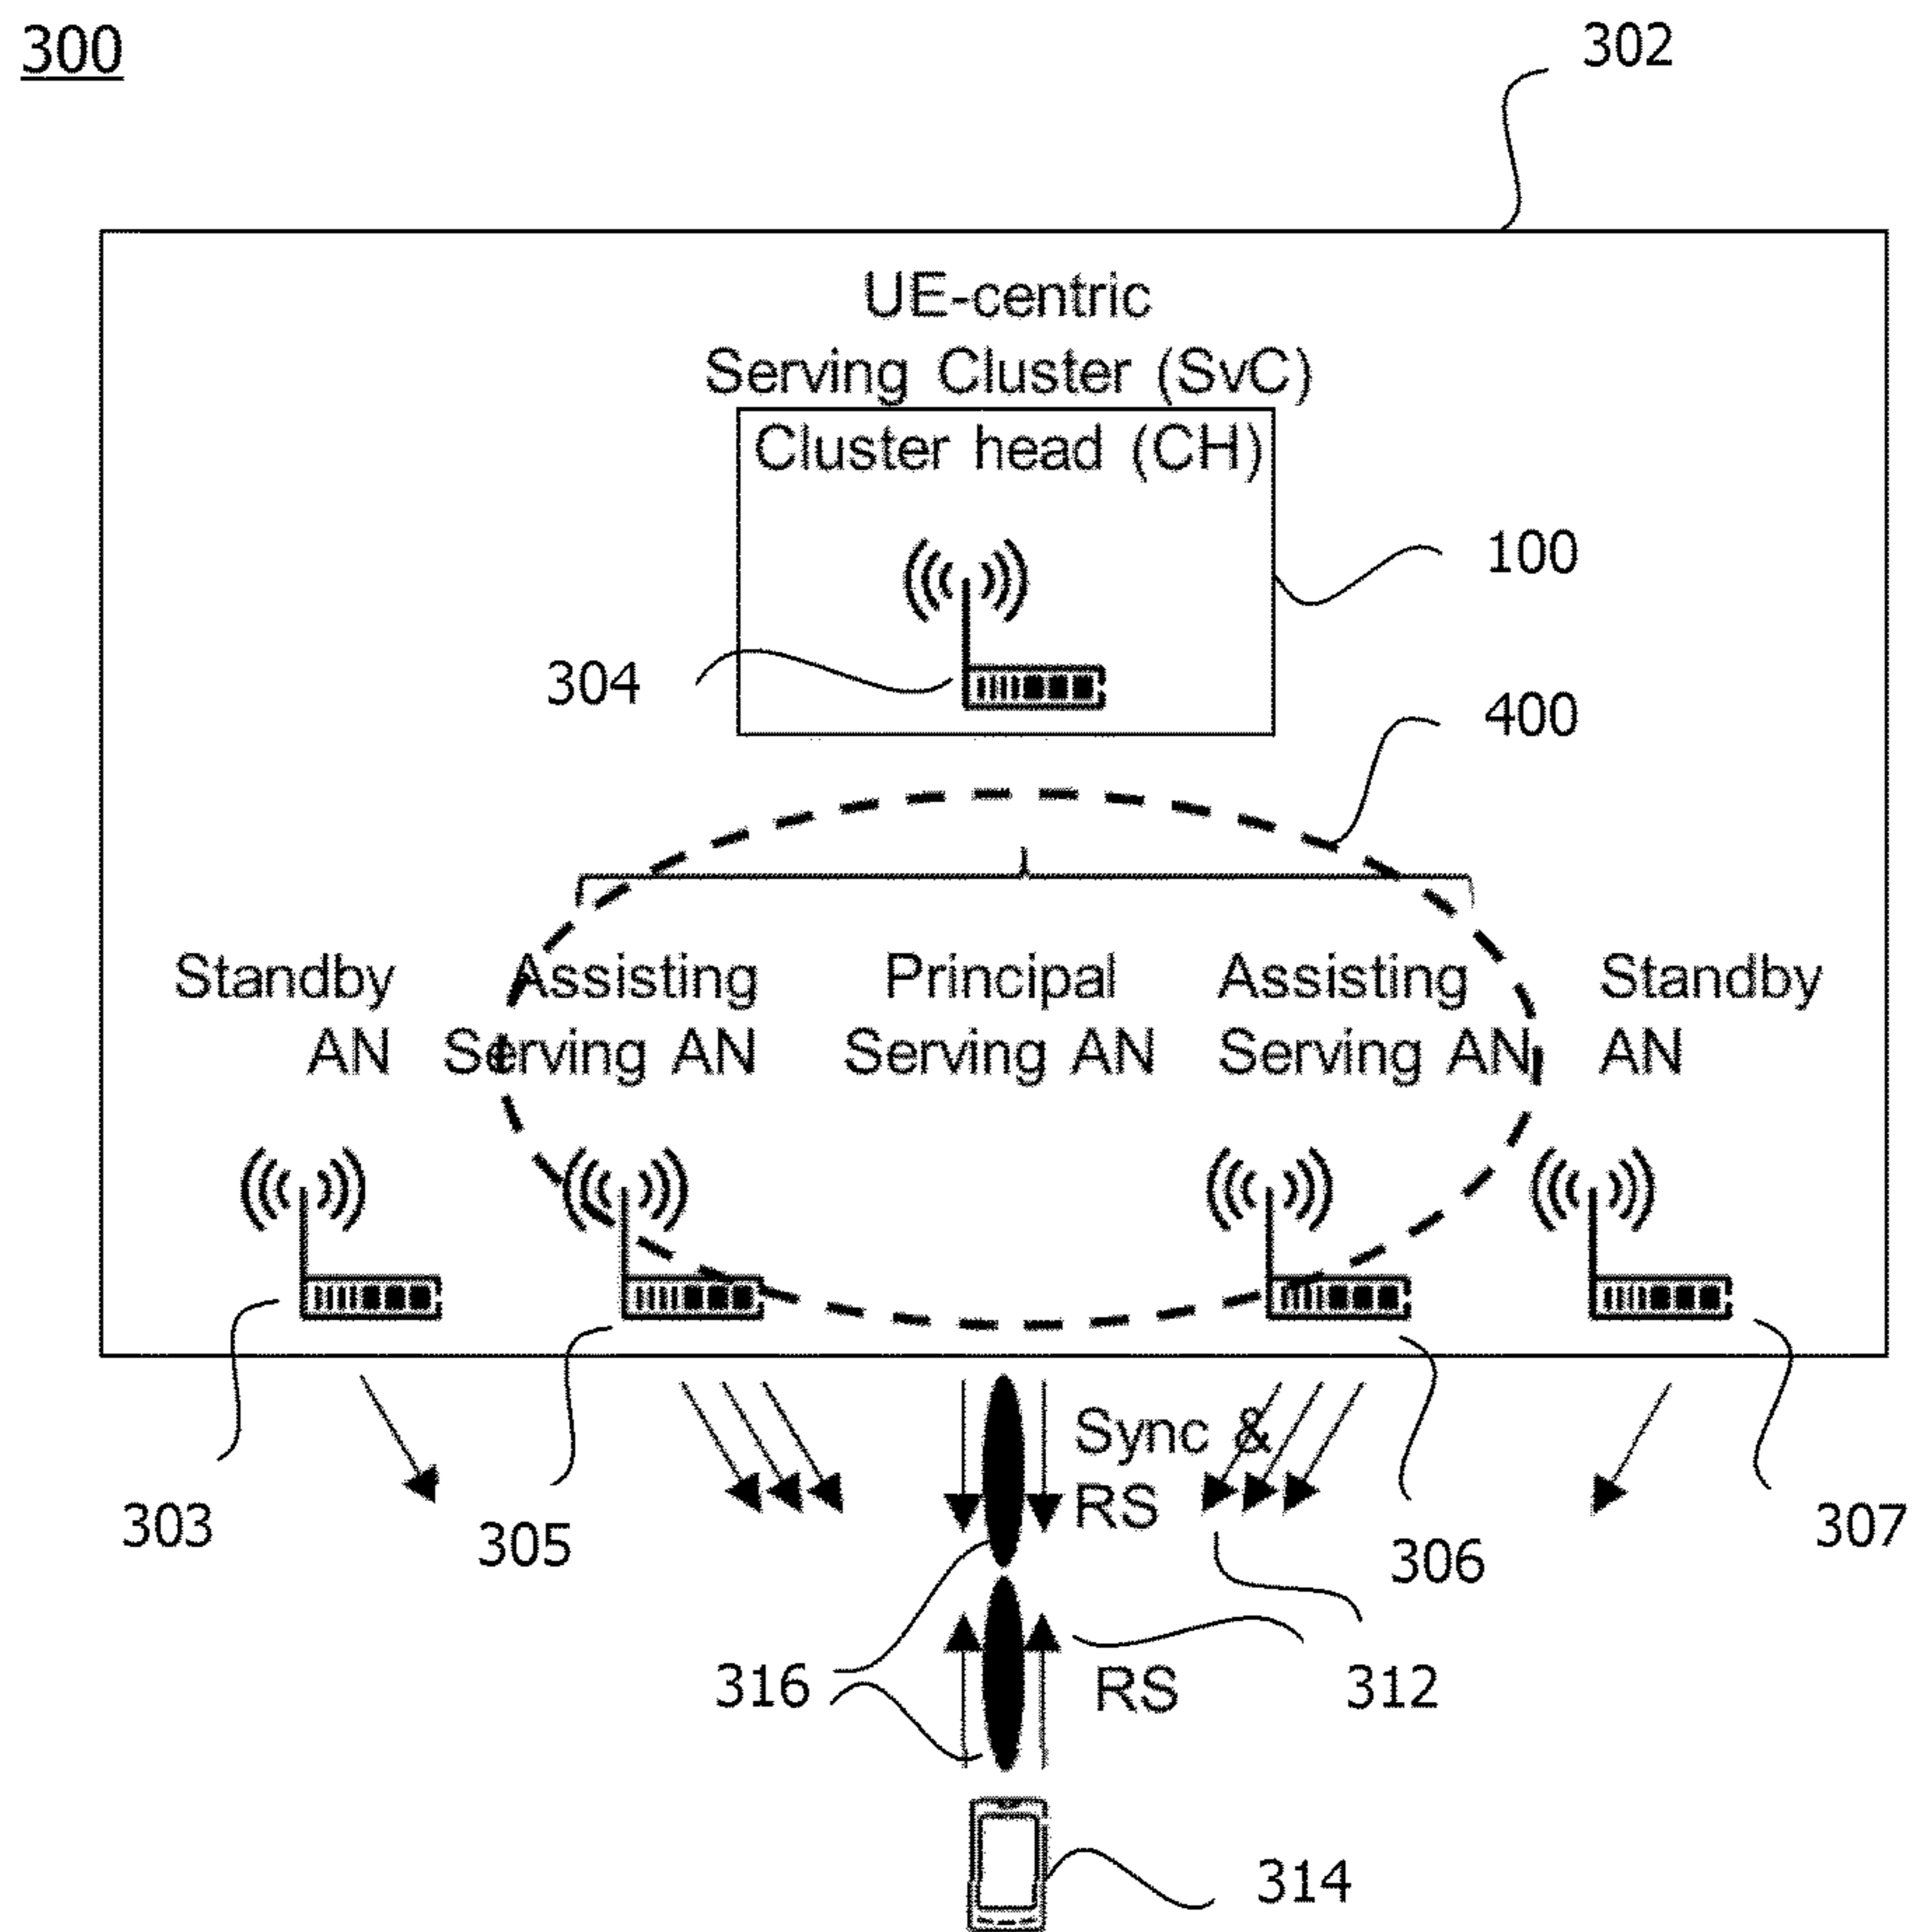 300
302
UE-centric
Serving Cluster (SvC)
Cluster head (CH)
100
304
400
Standby AN
Assisting Serving AN
Principal Serving AN
Assisting Serving AN
Standby AN
Sync & RS
303
305
306
307
316
RS
312
314